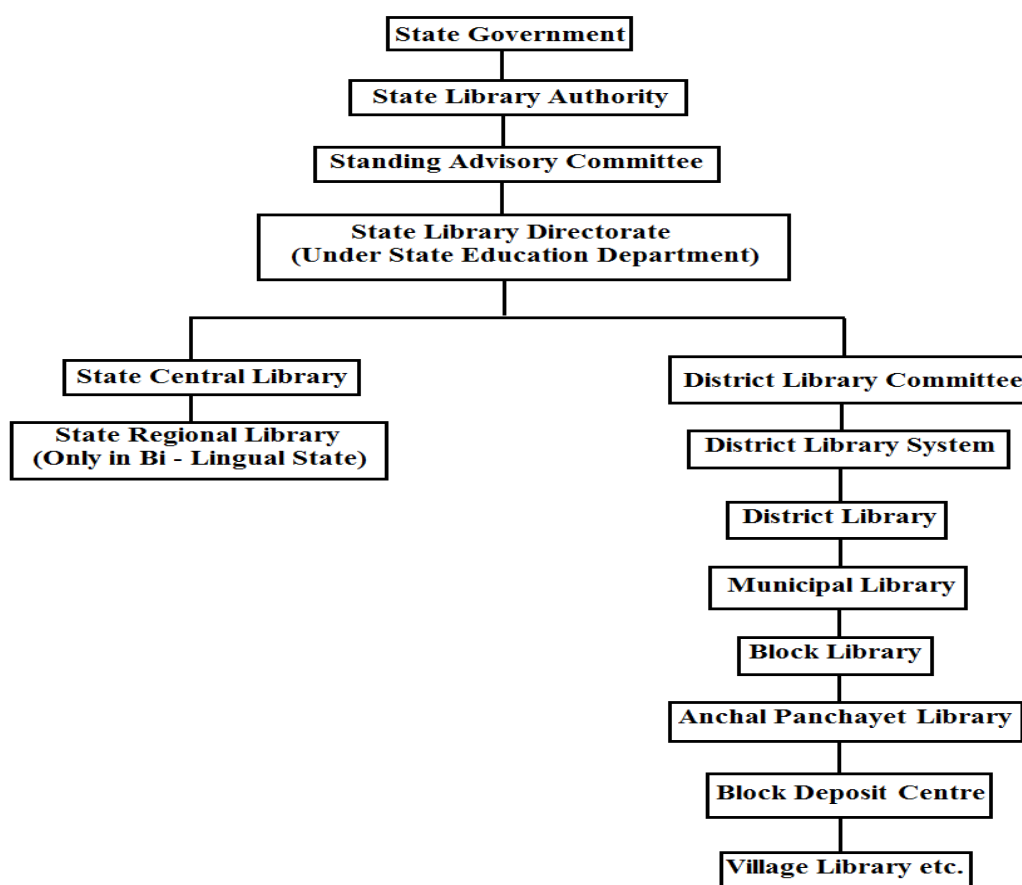 State Government
State Library Authority
Standing Advisory Committee
State Library Directorate
(Under State Education Department)
State Central Library
State Regional Library
(Only in Bi - Lingual State)
District Library Committee
District Library System
District Library
Municipal Library
Block Library
Anchal Panchayet Library
Block Deposit Centre
Village Library etc.